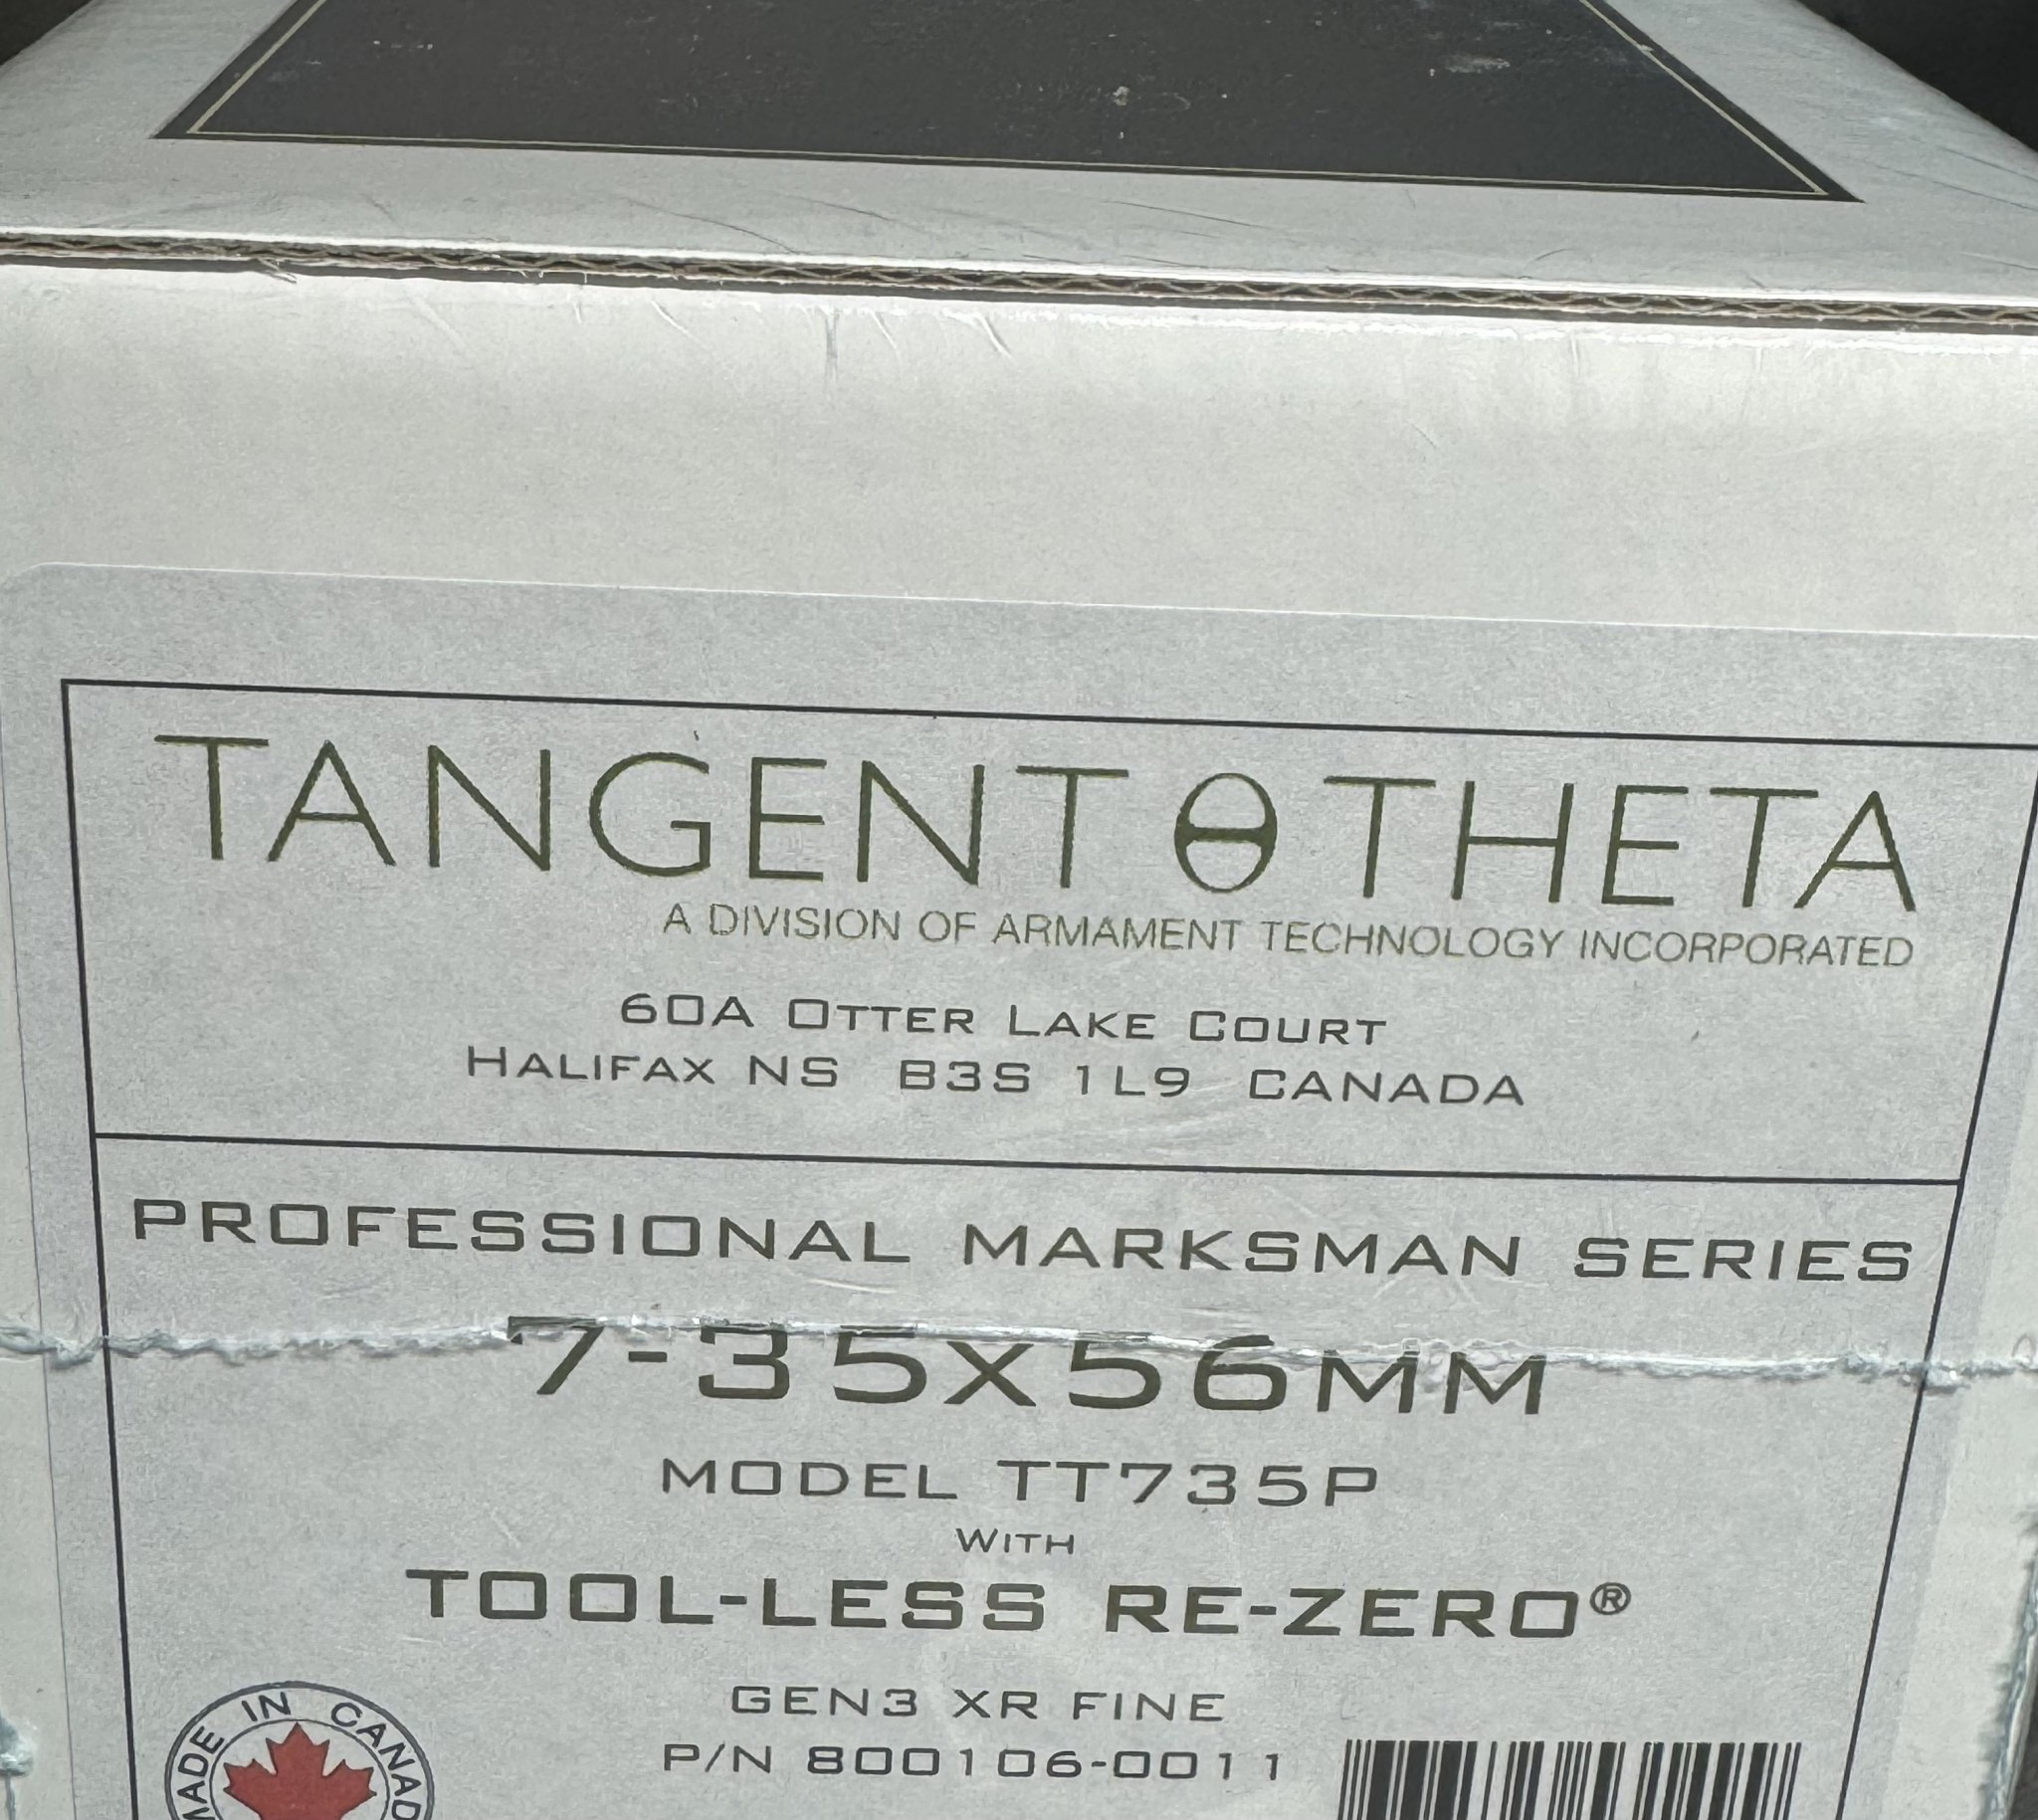 TANGENT θ THETA
A DIVISION OF ARMAMENT TECHNOLOGY INCORPORATED
60A OTTER LAKE COURT
HALIFAX NS B3S 1L9 CANADA
PROFESSIONAL MARKSMAN SERIES
7-35X56MM
MODEL TT735P
WITH
TOOL-LESS RE-ZERO®
GEN3 XR FINE
P/N 800106-0011
MADE IN CANAD